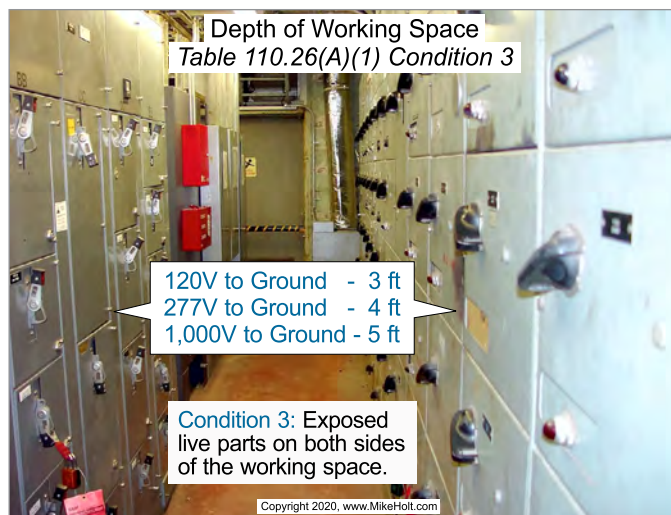 Depth of Working Space
Table 110.26(A)(1) Condition 3
120V to Ground - 3 ft
277V to Ground - 4 ft
1,000V to Ground - 5 ft
Condition 3: Exposed
live parts on both sides
of the working space.
Copyright 2020, www.MikeHolt.com